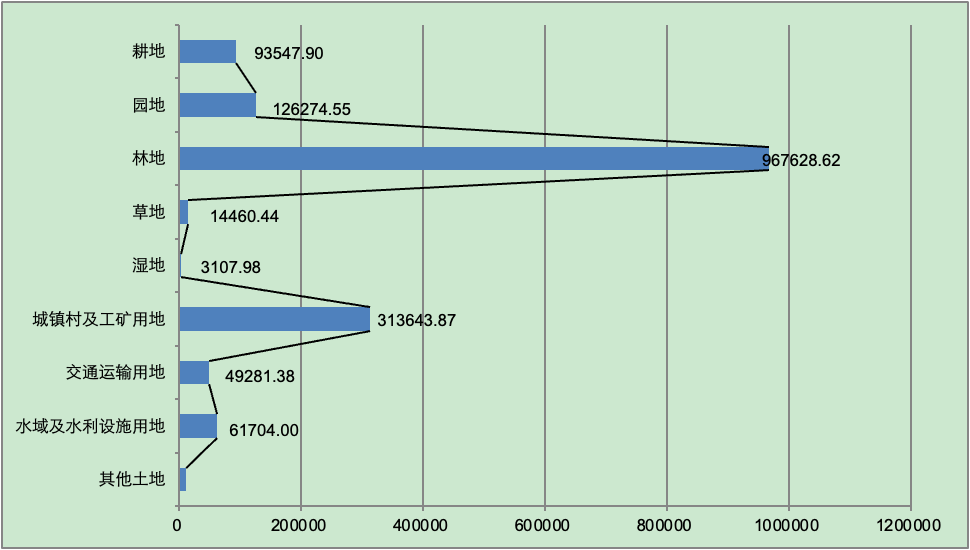 耕地 93547.90
园地 126274.55
林地 967628.62
草地 14460.44
湿地 3107.98
城镇村及工矿用地 313643.87
交通运输用地 49281.38
水域及水利设施用地 61704.00
其他土地
0 200000 400000 600000 800000 1000000 1200000